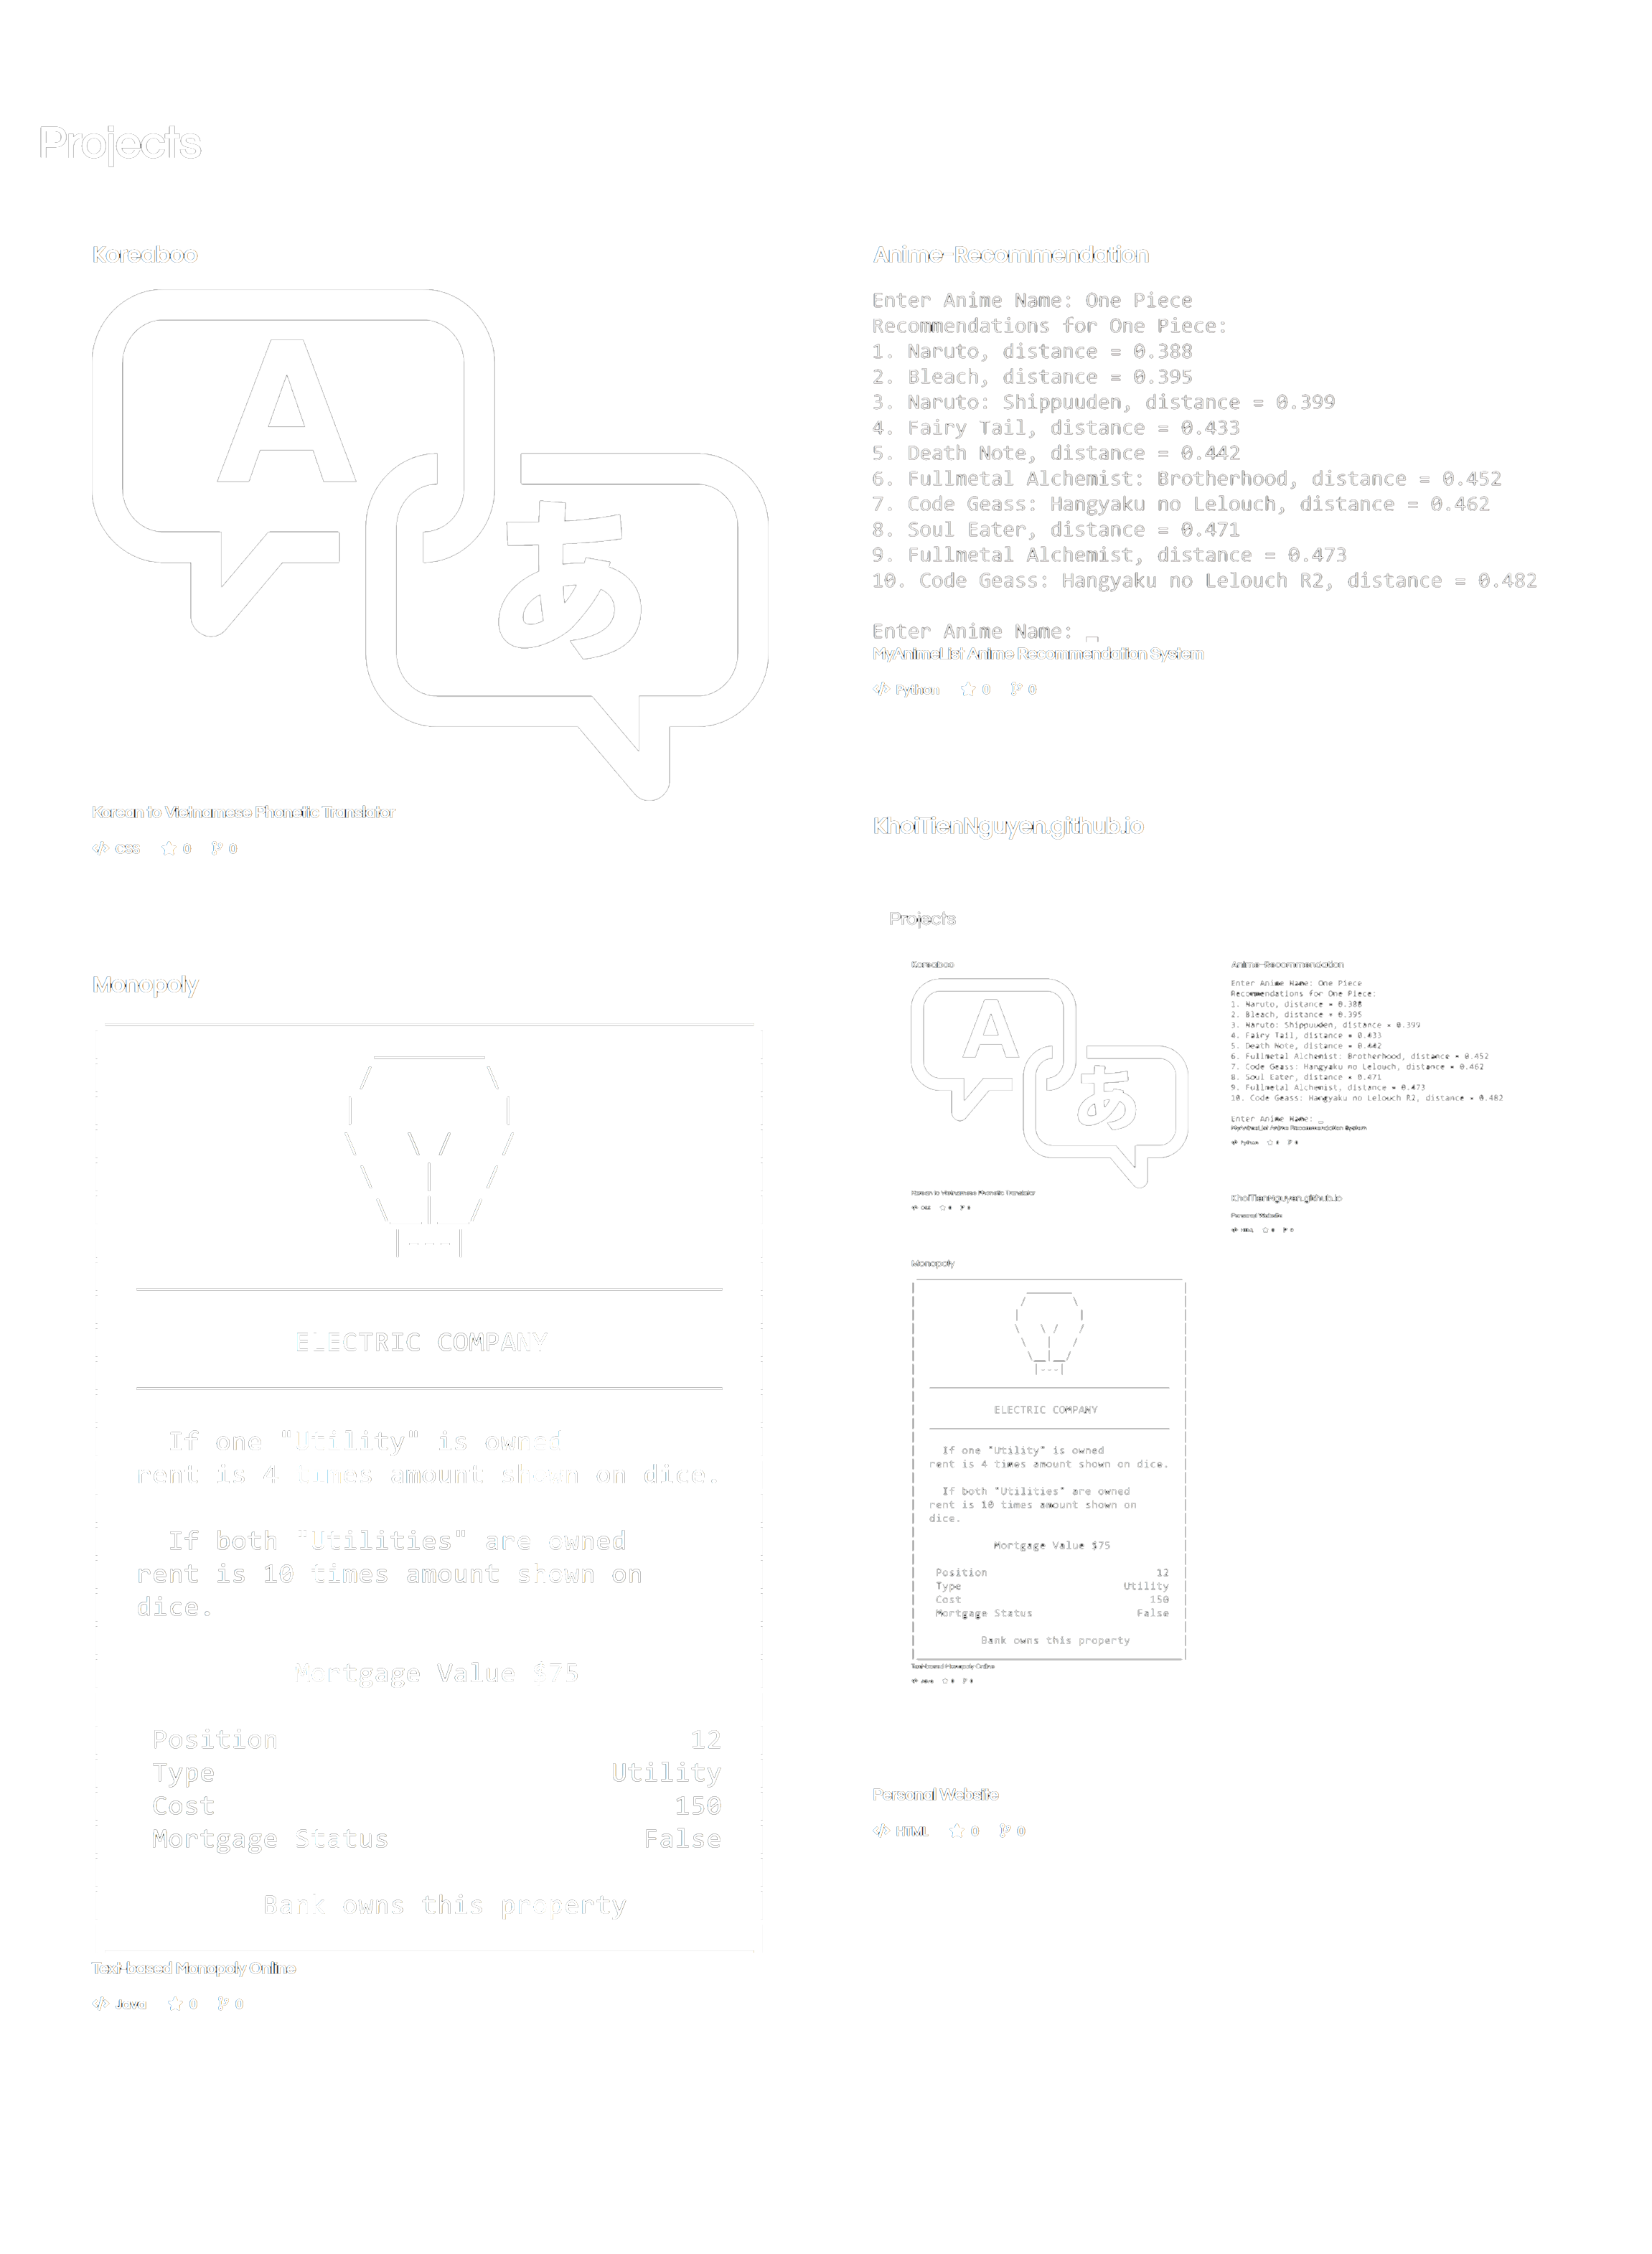 Projects
Koreaboo
A
あ
Korean to Vietnamese Phonetic Translator
</> CSS 0 0
Anime-Recommendation
Enter Anime Name: One Piece
Recommendations for One Piece:
1. Naruto, distance = 0.388
2. Bleach, distance = 0.395
3. Naruto: Shippuuden, distance = 0.399
4. Fairy Tail, distance = 0.433
5. Death Note, distance = 0.442
6. Fullmetal Alchemist: Brotherhood, distance = 0.452
7. Code Geass: Hangyaku no Lelouch, distance = 0.462
8. Soul Eater, distance = 0.471
9. Fullmetal Alchemist, distance = 0.473
10. Code Geass: Hangyaku no Lelouch R2, distance = 0.482
Enter Anime Name: _
MyAnimeList Anime Recommendation System
</> Python 0 0
Monopoly
ELECTRIC COMPANY
If one "Utility" is owned
rent is 4 times amount shown on dice.
If both "Utilities" are owned
rent is 10 times amount shown on
dice.
Mortgage Value $75
Position 12
Type Utility
Cost 150
Mortgage Status False
Bank owns this property
Text-based Monopoly Online
</> Java 0 0
KhoiTienNguyen.github.io
Projects
Koreaboo
A
あ
Korean to Vietnamese Phonetic Translator
</> CSS 0 0
Anime-Recommendation
Enter Anime Name: One Piece
Recommendations for One Piece:
1. Naruto, distance = 0.388
2. Bleach, distance = 0.395
3. Naruto: Shippuuden, distance = 0.399
4. Fairy Tail, distance = 0.433
5. Death Note, distance = 0.442
6. Fullmetal Alchemist: Brotherhood, distance = 0.452
7. Code Geass: Hangyaku no Lelouch, distance = 0.462
8. Soul Eater, distance = 0.471
9. Fullmetal Alchemist, distance = 0.473
10. Code Geass: Hangyaku no Lelouch R2, distance = 0.482
Enter Anime Name: _
MyAnimeList Anime Recommendation System
</> Python 0 0
KhoiTienNguyen.github.io
Personal Website
</> HTML 0 0
Monopoly
ELECTRIC COMPANY
If one "Utility" is owned
rent is 4 times amount shown on dice.
If both "Utilities" are owned
rent is 10 times amount shown on
dice.
Mortgage Value $75
Position 12
Type Utility
Cost 150
Mortgage Status False
Bank owns this property
Text-based Monopoly Online
</> Java 0 0
Personal Website
</> HTML 0 0